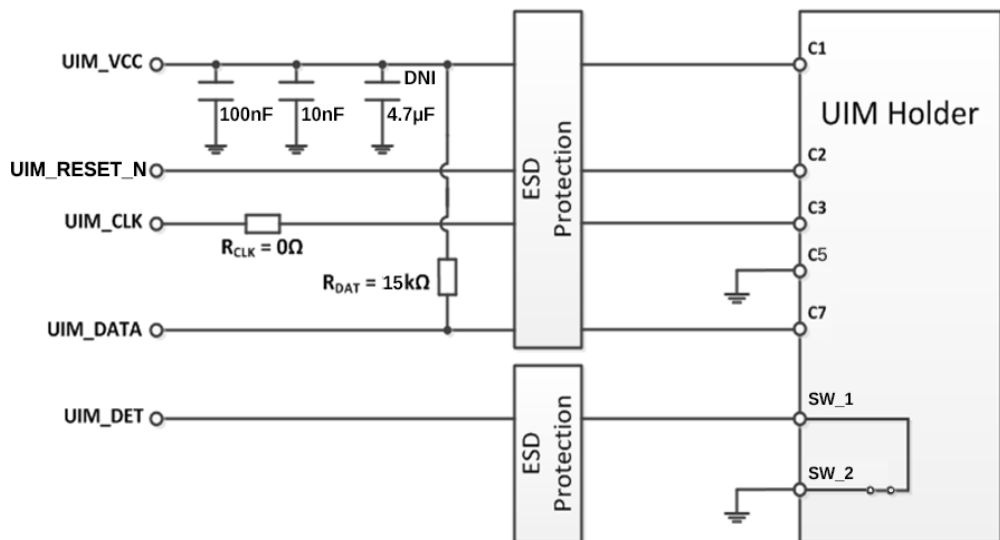 UIM_VCC
DNI
100nF
10nF
4.7µF
C1
UIM Holder
UIM_RESET_N
C2
UIM_CLK
RCLK = 0Ω
C3
ESD
Protection
C5
RDAT = 15kΩ
UIM_DATA
C7
UIM_DET
ESD
Protection
SW_1
SW_2